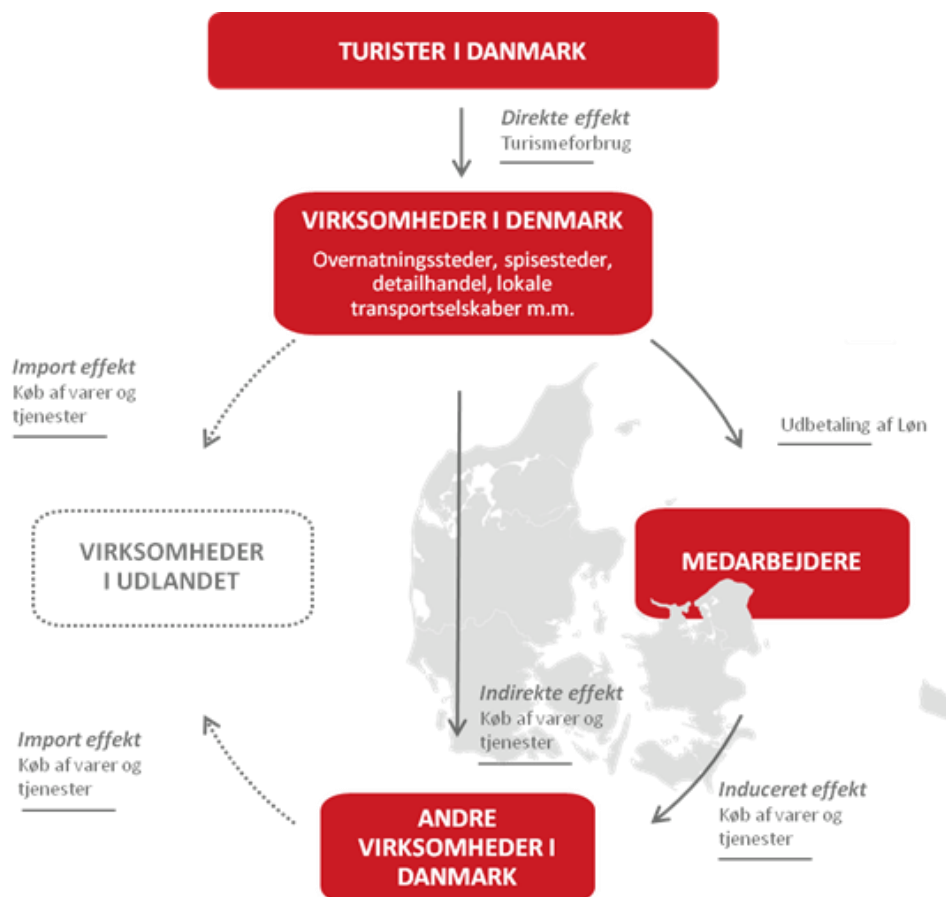 TURISTER I DANMARK
Direkte effekt
Turismeforbrug
VIRKSOMHEDER I DENMARK
Overnatningssteder, spisesteder,
detailhandel, lokale
transportselskaber m.m.
Import effekt
Køb af varer og
tjenester
Udbetaling af Løn
VIRKSOMHEDER
I UDLANDET
MEDARBEJDERE
Indirekte effekt
Køb af varer og
tjenester
Import effekt
Køb af varer og
tjenester
Induceret effekt
Køb af varer og
tjenester
ANDRE
VIRKSOMHEDER I
DANMARK